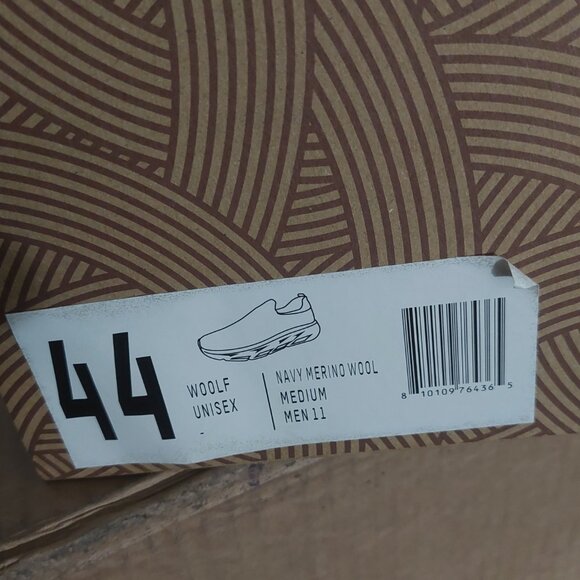 44
WOOLF
UNISEX
NAVY MERINO WOOL
MEDIUM
MEN 11
8 10109 76436 5